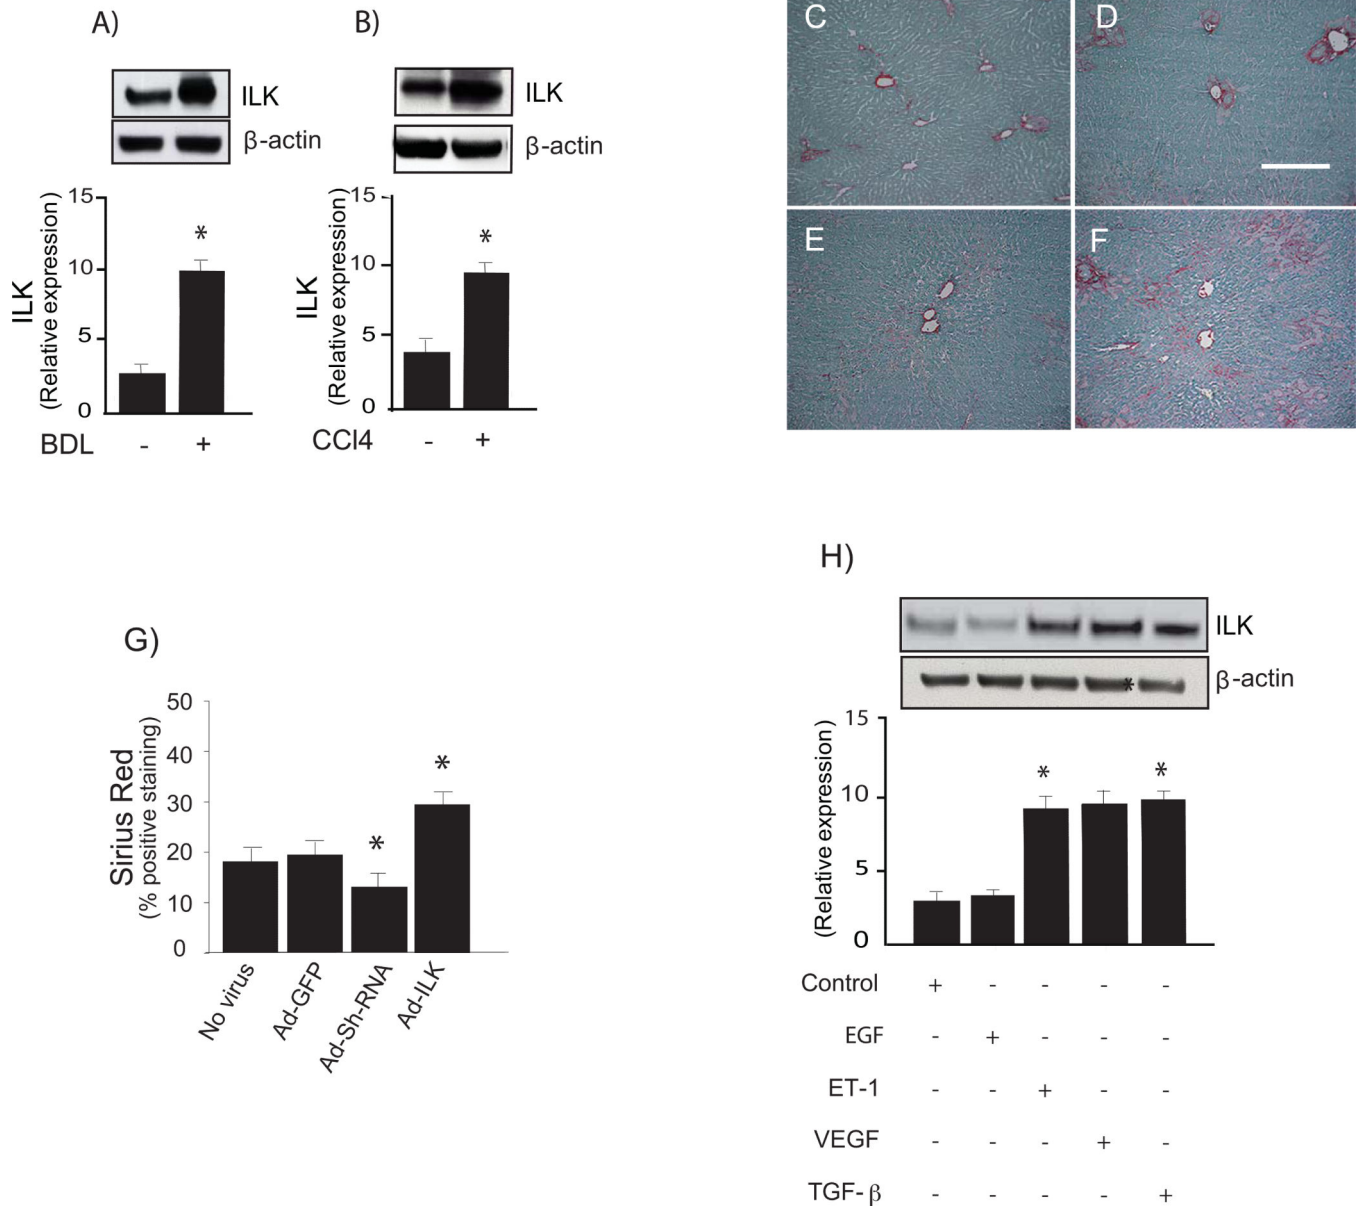 A)
ILK
β-actin
ILK
(Relative expression)
15
10
5
0
*
BDL - +
B)
ILK
β-actin
ILK
(Relative expression)
15
10
5
0
*
CCl4 - +
C
D
E
F
G)
Sirius Red
(% positive staining)
50
40
30
20
10
0
*
*
No virus
Ad-GFP
Ad-Sh-RNA
Ad-ILK
H)
ILK
β-actin
*
(Relative expression)
15
10
5
0
*
*
Control + - - - -
EGF - + - - -
ET-1 - - + - -
VEGF - - - + -
TGF-β - - - - +